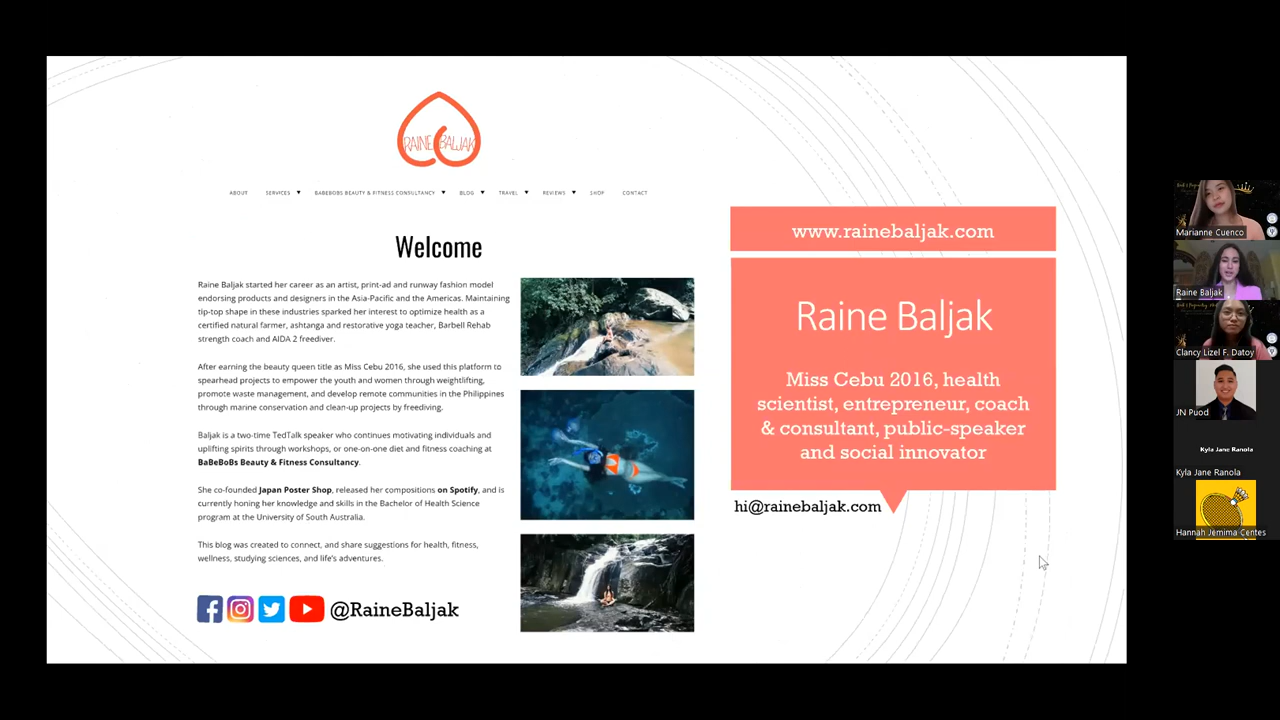 RAINE BALJAK
ABOUT SERVICES BABEBOBS BEAUTY & FITNESS CONSULTANCY BLOG TRAVEL REVIEWS SHOP CONTACT
Welcome
Raine Baljak started her career as an artist, print-ad and runway fashion model
endorsing products and designers in the Asia-Pacific and the Americas. Maintaining
tip-top shape in these industries sparked her interest to optimize health as a
certified natural farmer, ashtanga and restorative yoga teacher, Barbell Rehab
strength coach and AIDA 2 freediver.
After earning the beauty queen title as Miss Cebu 2016, she used this platform to
spearhead projects to empower the youth and women through weightlifting,
promote waste management, and develop remote communities in the Philippines
through marine conservation and clean-up projects by freediving.
Baljak is a two-time TedTalk speaker who continues motivating individuals and
uplifting spirits through workshops, or one-on-one diet and fitness coaching at
BaBeBoBs Beauty & Fitness Consultancy.
She co-founded Japan Poster Shop, released her compositions on Spotify, and is
currently honing her knowledge and skills in the Bachelor of Health Science
program at the University of South Australia.
This blog was created to connect, and share suggestions for health, fitness,
wellness, studying sciences, and life's adventures.
@RaineBaljak
www.rainebaljak.com
Raine Baljak
Miss Cebu 2016, health
scientist, entrepreneur, coach
& consultant, public-speaker
and social innovator
hi@rainebaljak.com
Marianne Cuenco
Raine Baljak
Clancy Lizel F. Datoy
JN Puod
Kyla Jane Ranola
Kyla Jane Ranola
Hannah Jemima Centes